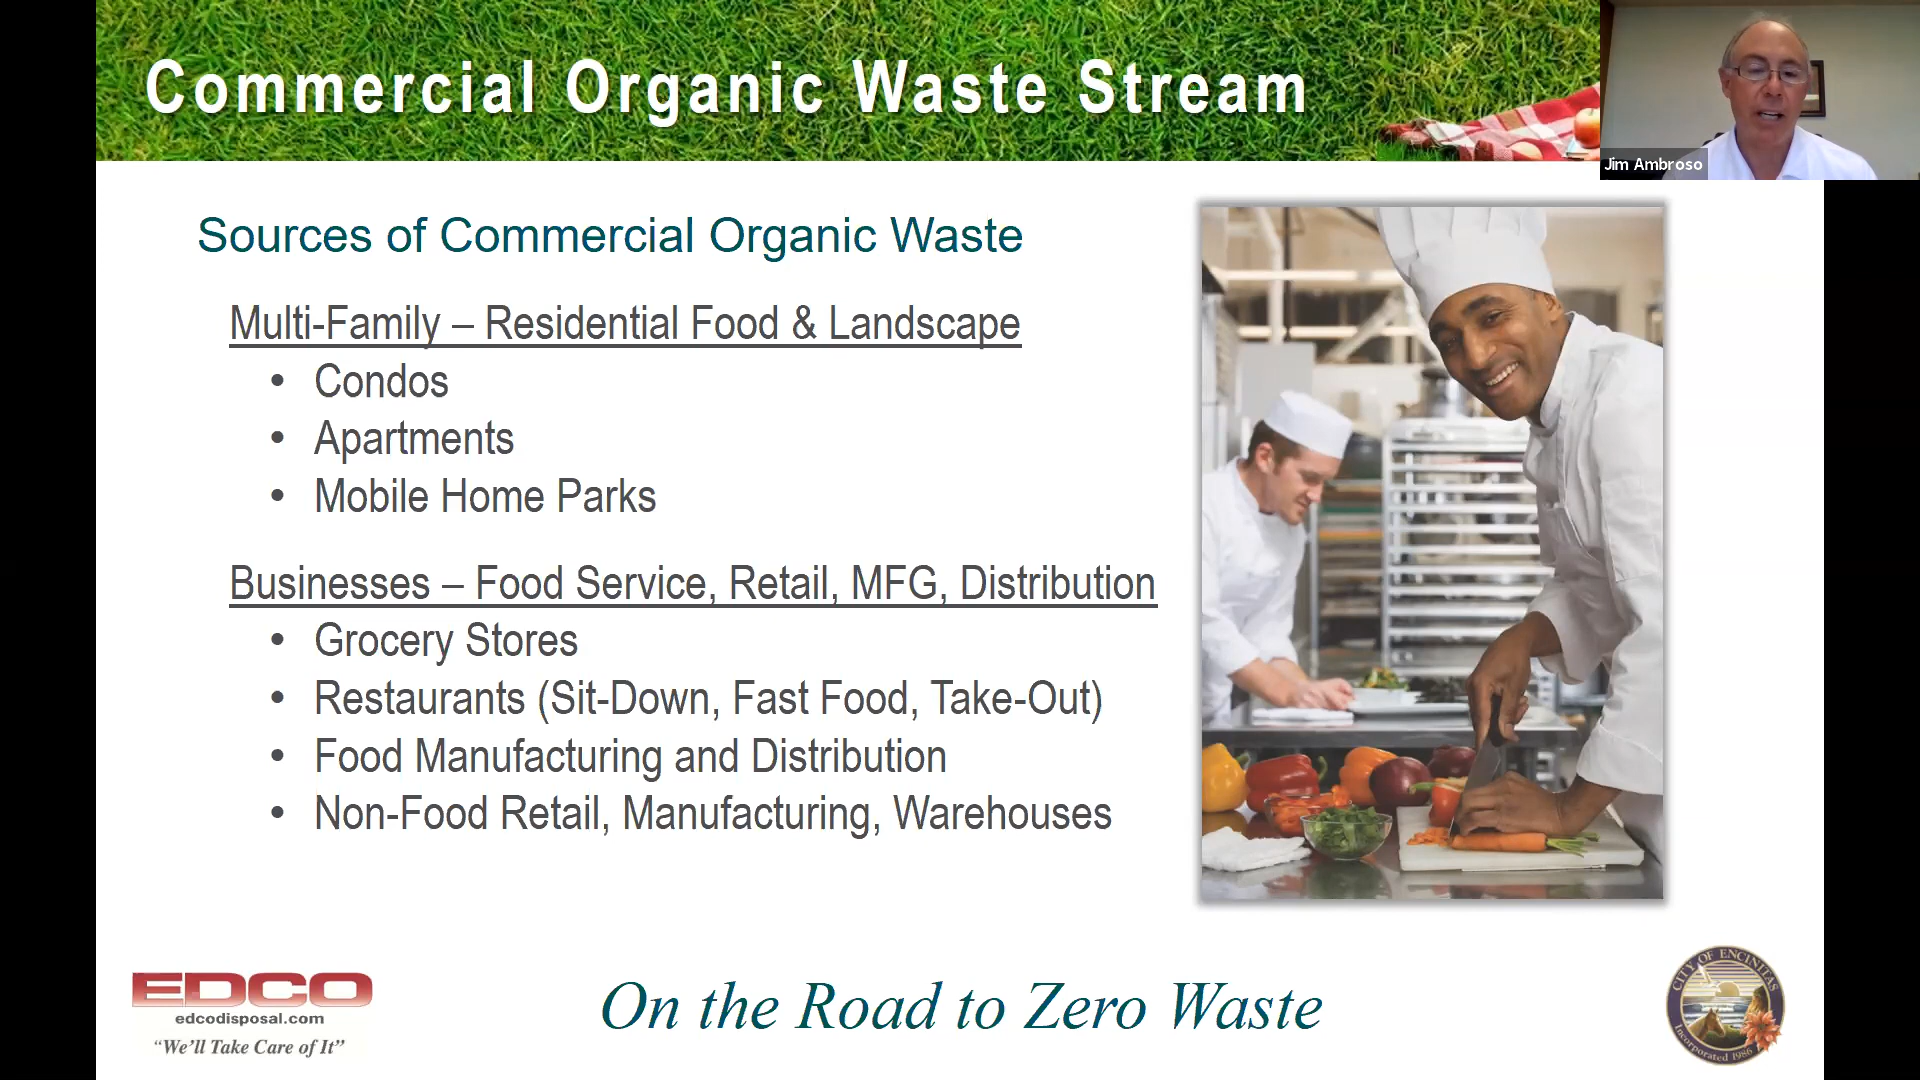 Commercial Organic Waste Stream
Jim Ambroso
Sources of Commercial Organic Waste
Multi-Family – Residential Food & Landscape
• Condos
• Apartments
• Mobile Home Parks
Businesses – Food Service, Retail, MFG, Distribution
• Grocery Stores
• Restaurants (Sit-Down, Fast Food, Take-Out)
• Food Manufacturing and Distribution
• Non-Food Retail, Manufacturing, Warehouses
EDCO
edcodisposal.com
“We’ll Take Care of It”
On the Road to Zero Waste
CITY OF ENCINITAS
Incorporated 1986